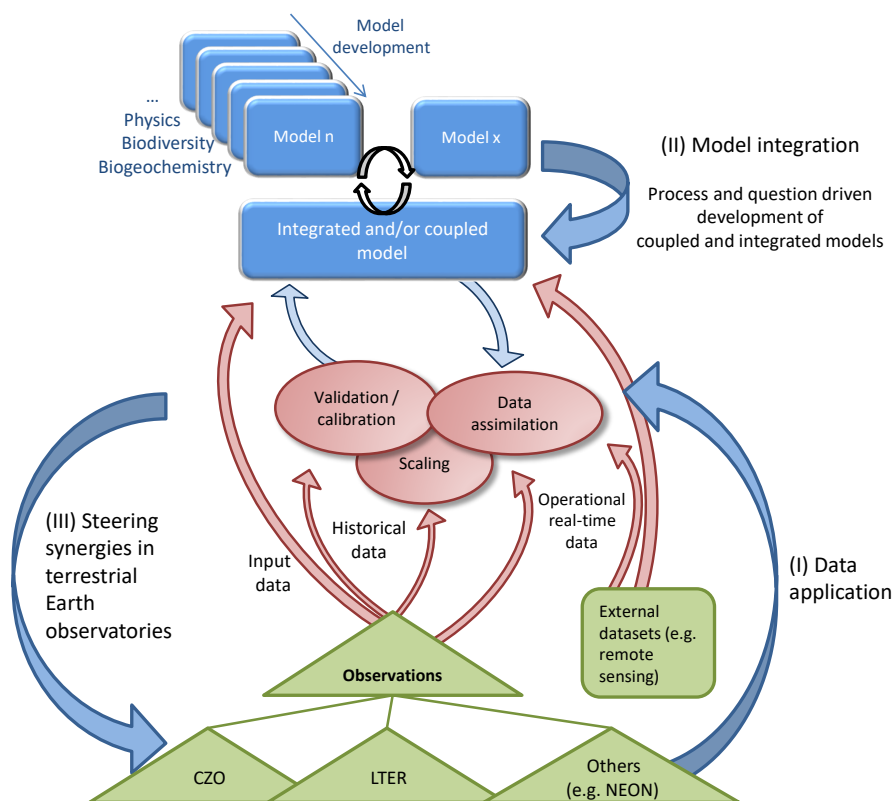 Model
development
...
Physics
Biodiversity
Biogeochemistry
Model n
Model x
(II) Model integration
Process and question driven
development of
coupled and integrated models
Integrated and/or coupled
model
Validation /
calibration
Data
assimilation
Scaling
(III) Steering
synergies in
terrestrial
Earth
observatories
Input
data
Historical
data
Operational
real-time
data
(I) Data
application
External
datasets (e.g.
remote
sensing)
Observations
CZO
LTER
Others
(e.g. NEON)